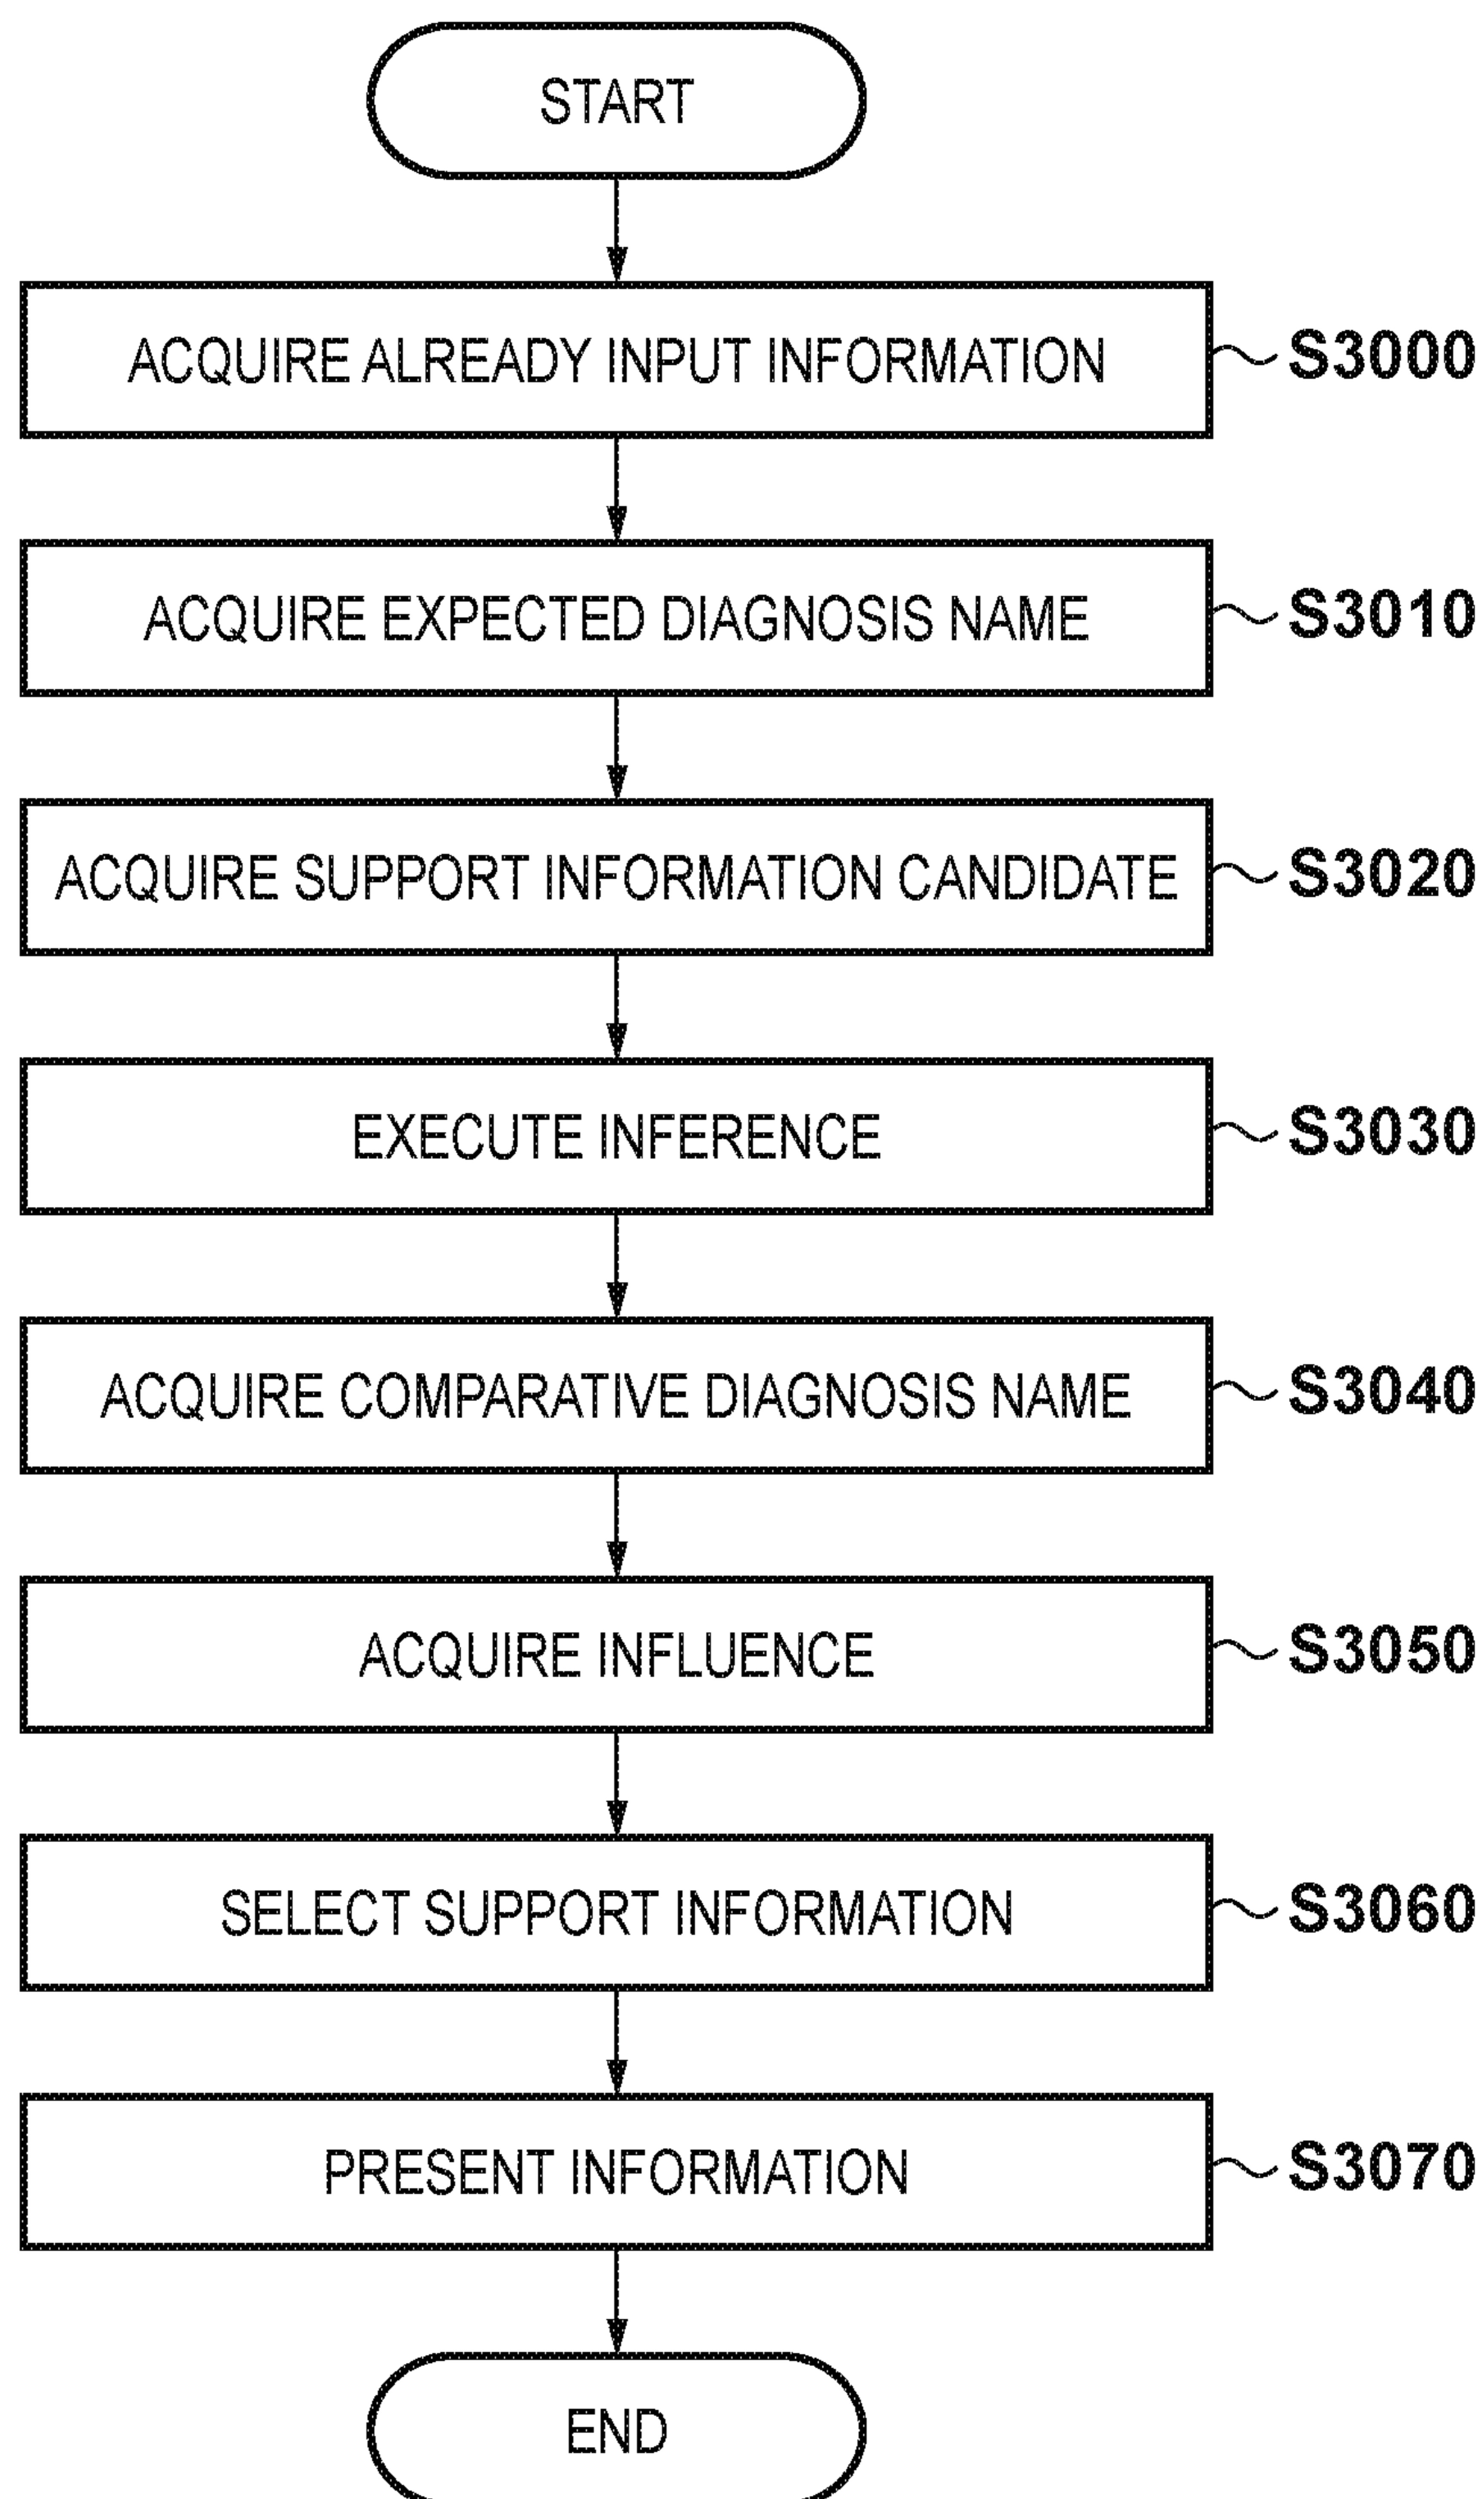 START
ACQUIRE ALREADY INPUT INFORMATION S3000
ACQUIRE EXPECTED DIAGNOSIS NAME S3010
ACQUIRE SUPPORT INFORMATION CANDIDATE S3020
EXECUTE INFERENCE S3030
ACQUIRE COMPARATIVE DIAGNOSIS NAME S3040
ACQUIRE INFLUENCE S3050
SELECT SUPPORT INFORMATION S3060
PRESENT INFORMATION S3070
END